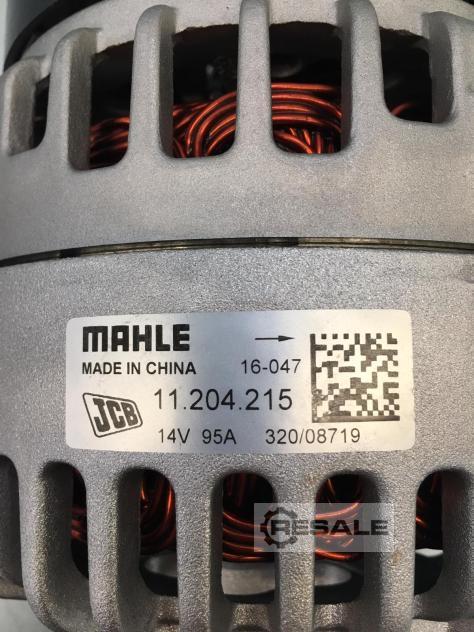 MAHLE
MADE IN CHINA 16-047
JCB 11.204.215
14V 95A 320/08719
RESALE